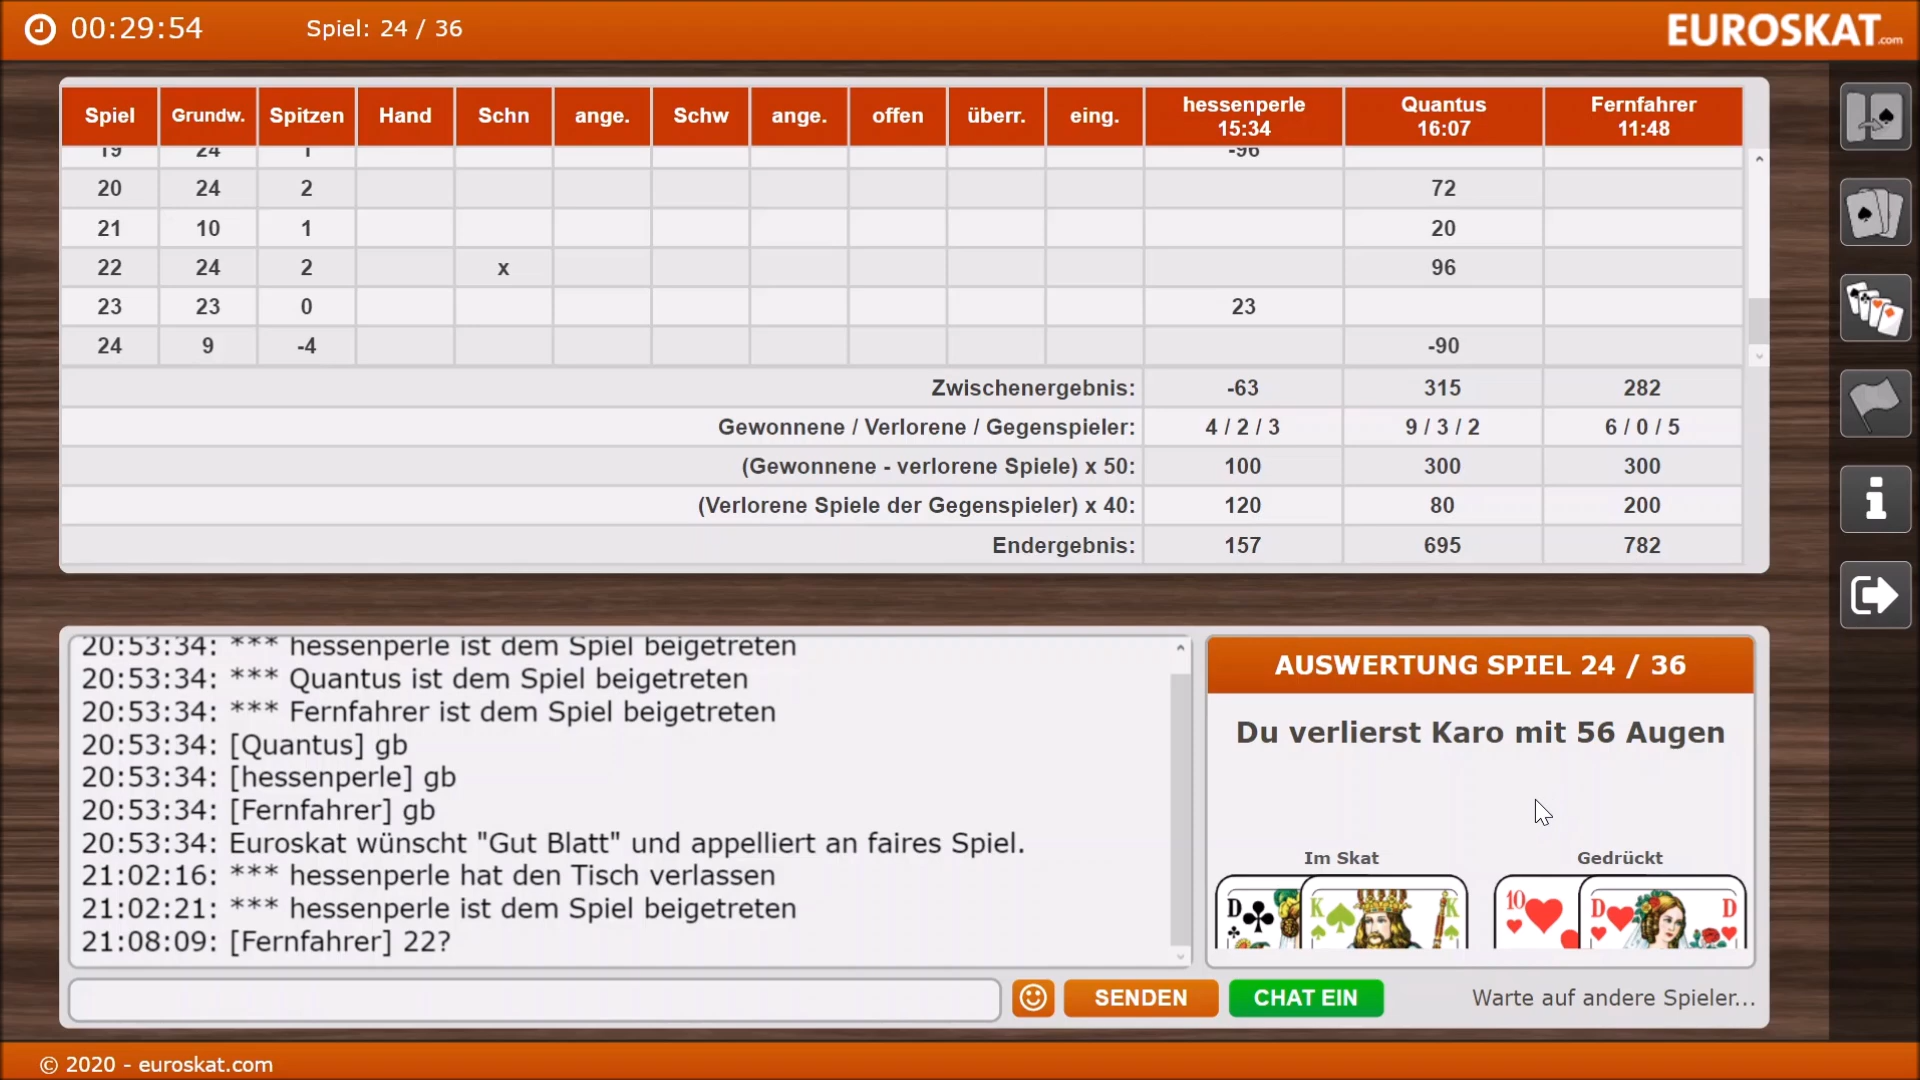 00:29:54 Spiel: 24 / 36 EUROSKAT.com
Spiel Grundw. Spitzen Hand Schn ange. Schw ange. offen überr. eing. hessenperle 15:34 Quantus 16:07 Fernfahrer 11:48
19 24 1 -96
20 24 2 72
21 10 1 20
22 24 2 x 96
23 23 0 23
24 9 -4 -90
Zwischenergebnis: -63 315 282
Gewonnene / Verlorene / Gegenspieler: 4 / 2 / 3 9 / 3 / 2 6 / 0 / 5
(Gewonnene - verlorene Spiele) x 50: 100 300 300
(Verlorene Spiele der Gegenspieler) x 40: 120 80 200
Endergebnis: 157 695 782
20:53:34: *** hessenperle ist dem Spiel beigetreten
20:53:34: *** Quantus ist dem Spiel beigetreten
20:53:34: *** Fernfahrer ist dem Spiel beigetreten
20:53:34: [Quantus] gb
20:53:34: [hessenperle] gb
20:53:34: [Fernfahrer] gb
20:53:34: Euroskat wünscht "Gut Blatt" und appelliert an faires Spiel.
21:02:16: *** hessenperle hat den Tisch verlassen
21:02:21: *** hessenperle ist dem Spiel beigetreten
21:08:09: [Fernfahrer] 22?
SENDEN CHAT EIN
AUSWERTUNG SPIEL 24 / 36
Du verlierst Karo mit 56 Augen
Im Skat Gedrückt
D K K 10 D D
Warte auf andere Spieler...
© 2020 - euroskat.com